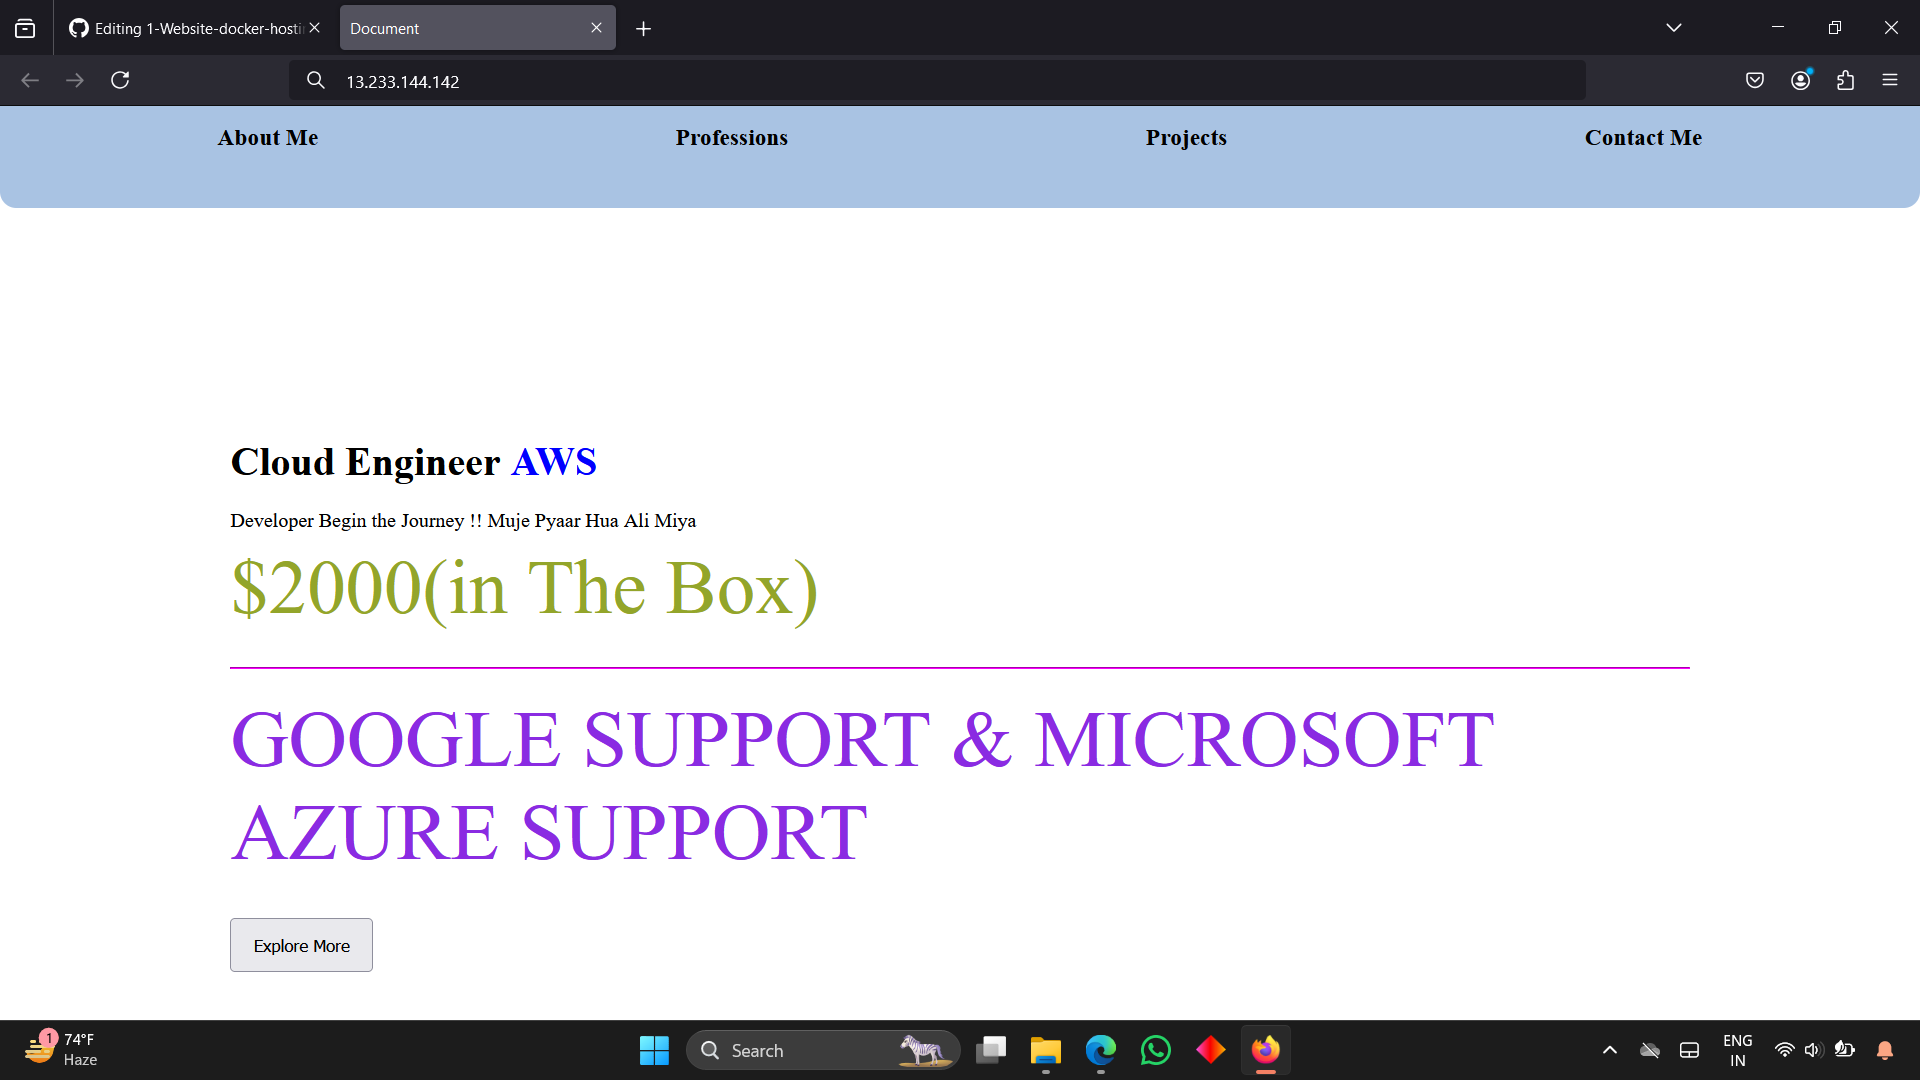 Editing 1-Website-docker-hosti
Document
13.233.144.142
About Me
Professions
Projects
Contact Me
Cloud Engineer AWS
Developer Begin the Journey !! Muje Pyaar Hua Ali Miya
$2000(in The Box)
GOOGLE SUPPORT & MICROSOFT
AZURE SUPPORT
Explore More
1
74°F
Haze
Search
ENG
IN